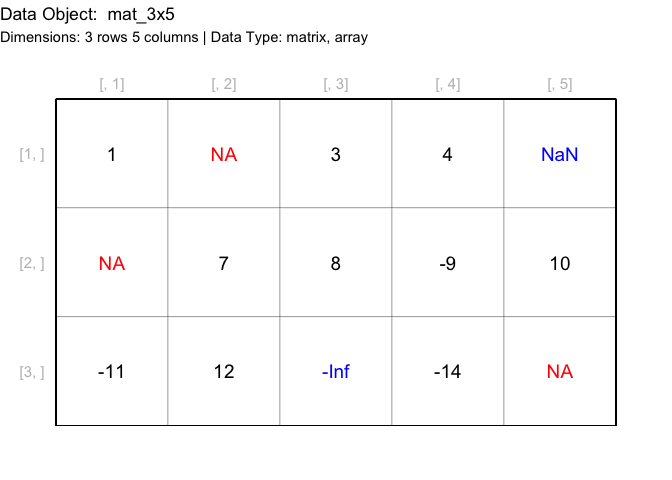 Data Object:  mat_3x5
Dimensions: 3 rows 5 columns | Data Type: matrix, array
[, 1] [, 2] [, 3] [, 4] [, 5]
[1, ] 1 NA 3 4 NaN
[2, ] NA 7 8 -9 10
[3, ] -11 12 -Inf -14 NA